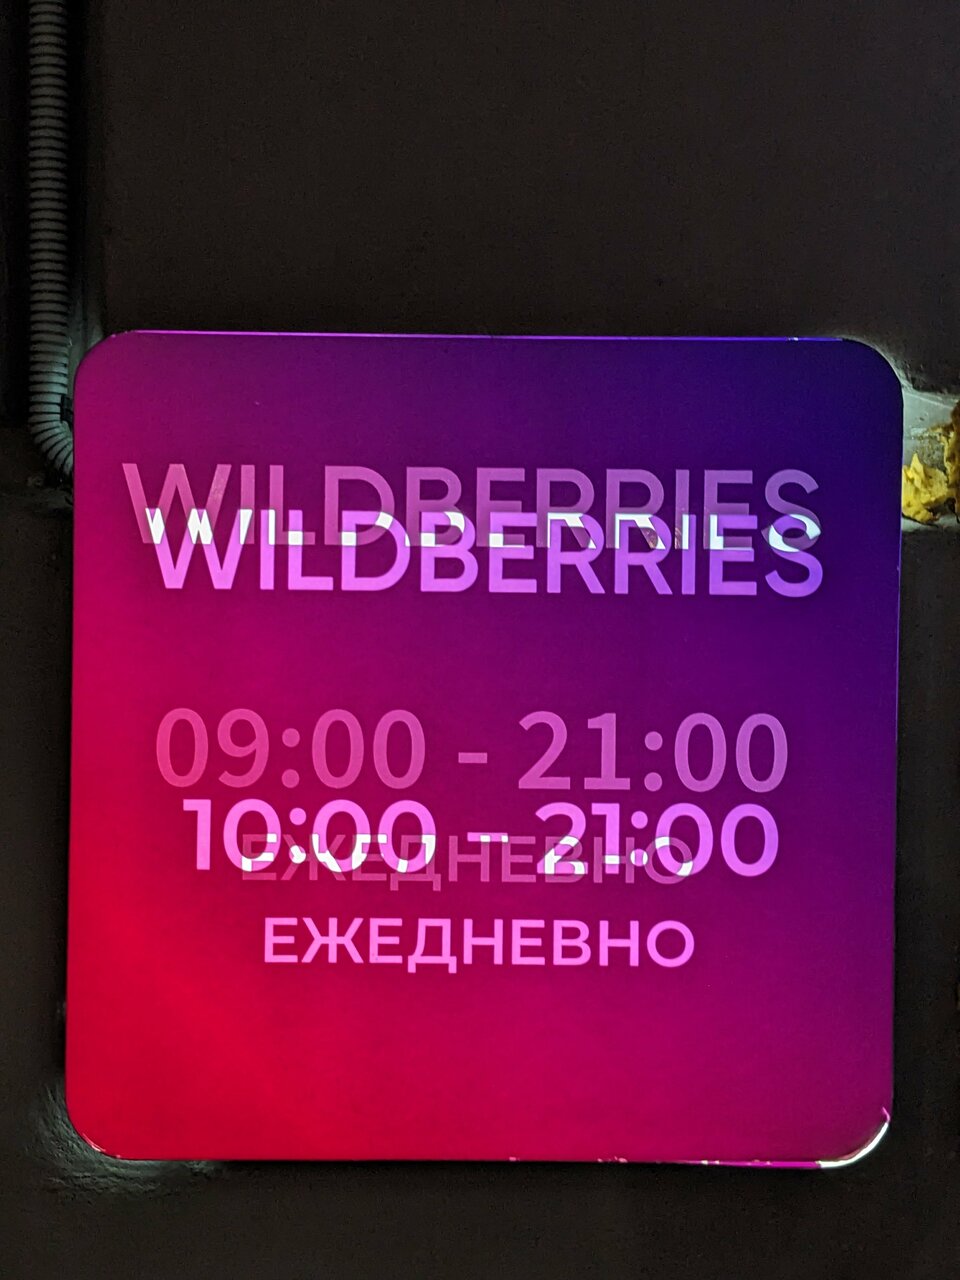 WILDBERRIES
WILDBERRIES
09:00 - 21:00
10:00 - 21:00
ЕЖЕДНЕВНО
ЕЖЕДНЕВНО